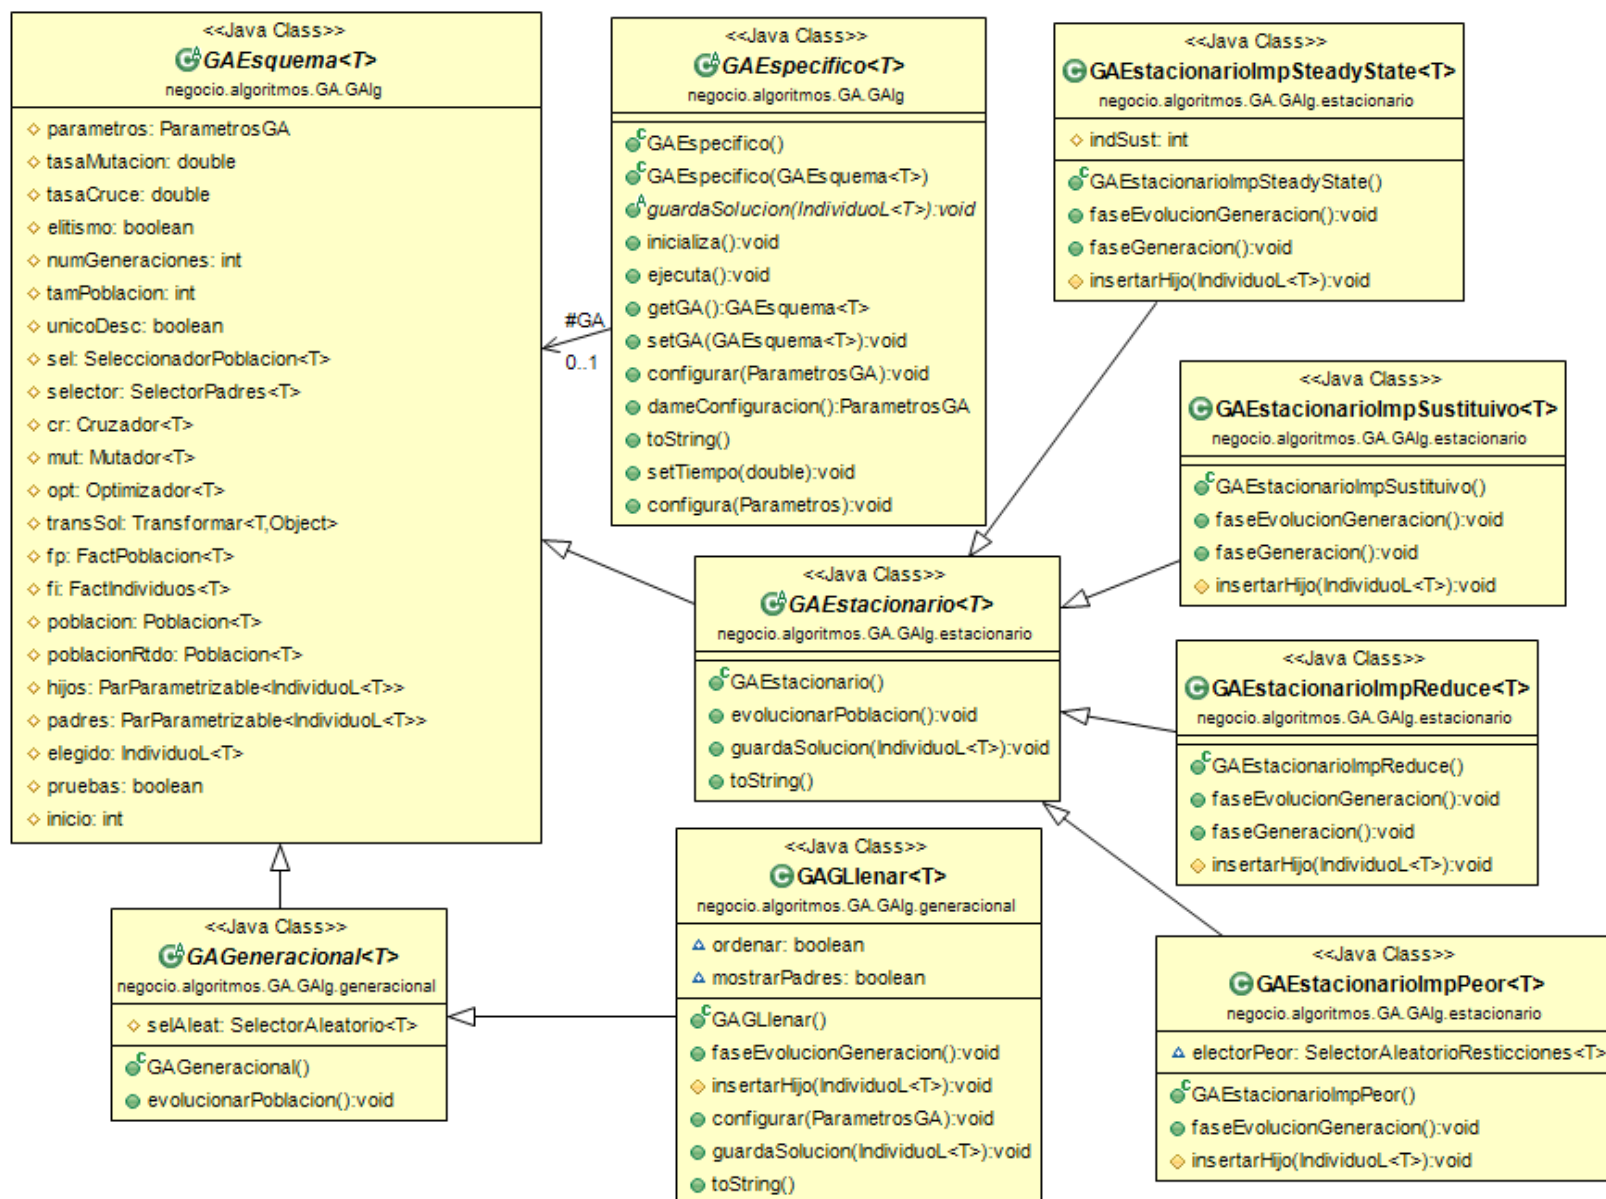 <<Java Class>>
GAEsquema<T>
negocio.algoritmos.GA.GAlg
parametros: ParametrosGA
tasaMutacion: double
tasaCruce: double
elitismo: boolean
numGeneraciones: int
tamPoblacion: int
unicoDesc: boolean
sel: SeleccionadorPoblacion<T>
selector: SelectorPadres<T>
cr: Cruzador<T>
mut: Mutador<T>
opt: Optimizador<T>
transSol: Transformar<T,Object>
fp: FactPoblacion<T>
fi: FactIndividuos<T>
poblacion: Poblacion<T>
poblacionRtdo: Poblacion<T>
hijos: ParParametrizable<IndividuoL<T>>
padres: ParParametrizable<IndividuoL<T>>
elegido: IndividuoL<T>
pruebas: boolean
inicio: int
#GA
0..1
<<Java Class>>
GAEspecifico<T>
negocio.algoritmos.GA.GAlg
GAEspecifico()
GAEspecifico(GAEsquema<T>)
guardaSolucion(IndividuoL<T>):void
inicializa():void
ejecuta():void
getGA():GAEsquema<T>
setGA(GAEsquema<T>):void
configurar(ParametrosGA):void
dameConfiguracion():ParametrosGA
toString()
setTiempo(double):void
configura(Parametros):void
<<Java Class>>
GAEstacionarioImpSteadyState<T>
negocio.algoritmos.GA.GAlg.estacionario
indSust: int
GAEstacionarioImpSteadyState()
faseEvolucionGeneracion():void
faseGeneracion():void
insertarHijo(IndividuoL<T>):void
<<Java Class>>
GAEstacionarioImpSustituivo<T>
negocio.algoritmos.GA.GAlg.estacionario
GAEstacionarioImpSustituivo()
faseEvolucionGeneracion():void
faseGeneracion():void
insertarHijo(IndividuoL<T>):void
<<Java Class>>
GAEstacionario<T>
negocio.algoritmos.GA.GAlg.estacionario
GAEstacionario()
evolucionarPoblacion():void
guardaSolucion(IndividuoL<T>):void
toString()
<<Java Class>>
GAEstacionarioImpReduce<T>
negocio.algoritmos.GA.GAlg.estacionario
GAEstacionarioImpReduce()
faseEvolucionGeneracion():void
faseGeneracion():void
insertarHijo(IndividuoL<T>):void
<<Java Class>>
GAGeneracional<T>
negocio.algoritmos.GA.GAlg.generacional
selAleat: SelectorAleatorio<T>
GAGeneracional()
evolucionarPoblacion():void
<<Java Class>>
GAGLlenar<T>
negocio.algoritmos.GA.GAlg.generacional
ordenar: boolean
mostrarPadres: boolean
GAGLlenar()
faseEvolucionGeneracion():void
insertarHijo(IndividuoL<T>):void
configurar(ParametrosGA):void
guardaSolucion(IndividuoL<T>):void
toString()
<<Java Class>>
GAEstacionarioImpPeor<T>
negocio.algoritmos.GA.GAlg.estacionario
electorPeor: SelectorAleatorioResticciones<T>
GAEstacionarioImpPeor()
faseEvolucionGeneracion():void
insertarHijo(IndividuoL<T>):void